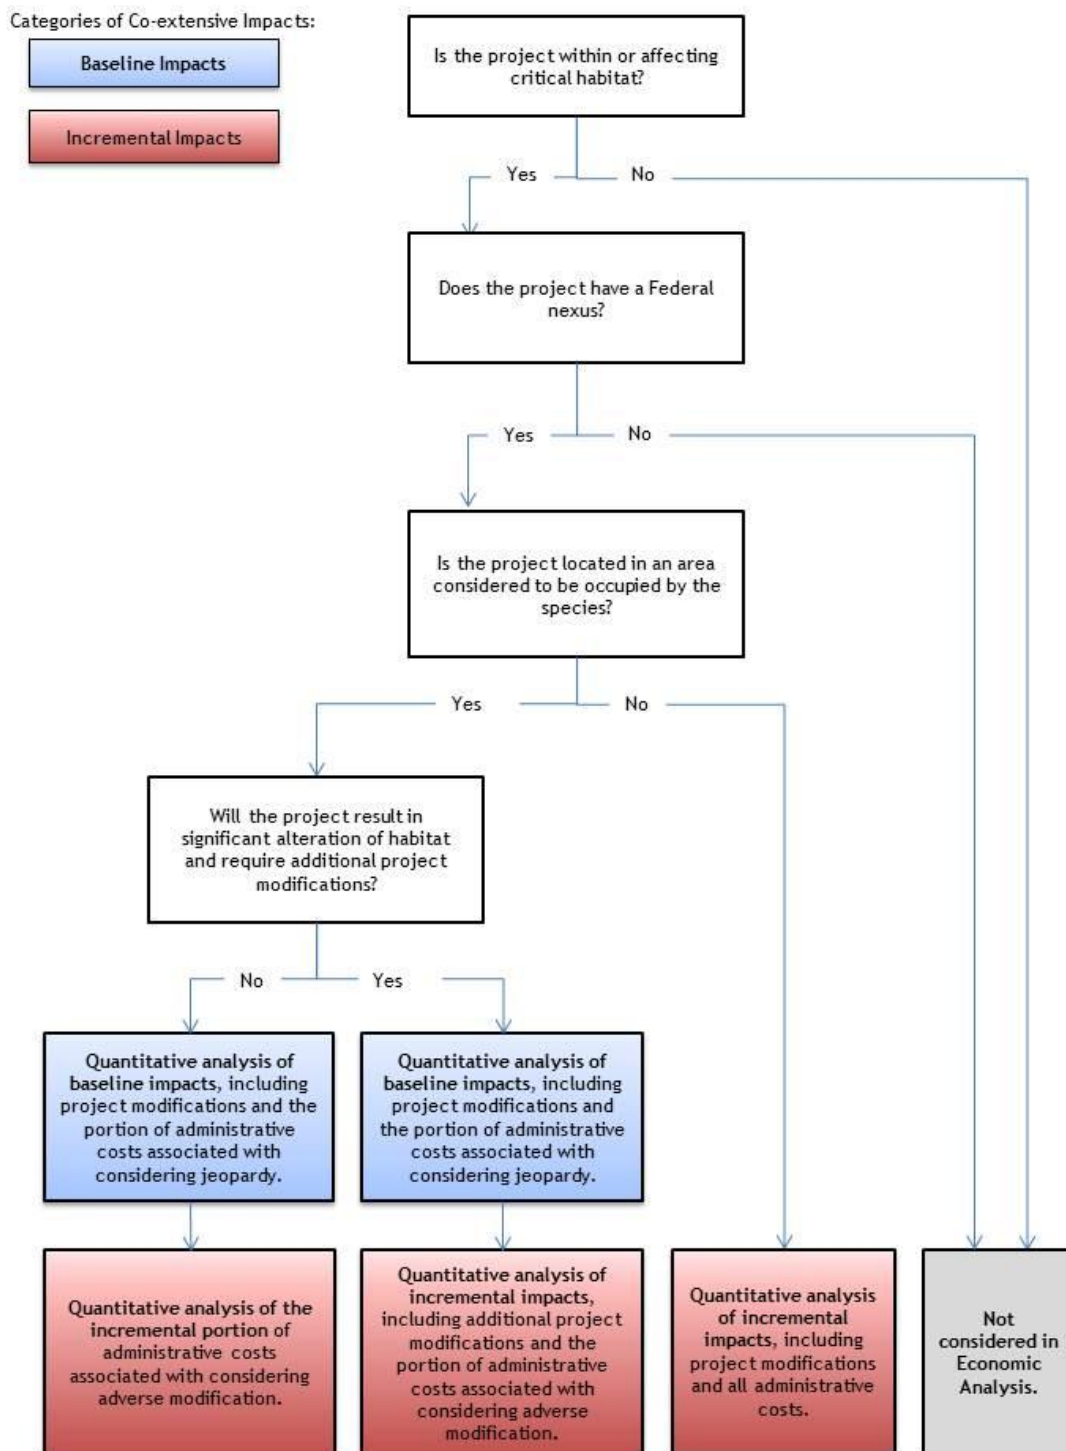 Categories of Co-extensive Impacts:
Baseline Impacts
Incremental Impacts
Is the project within or affecting
critical habitat?
Yes
No
Does the project have a Federal
nexus?
Yes
No
Is the project located in an area
considered to be occupied by the
species?
Yes
No
Will the project result in
significant alteration of habitat
and require additional project
modifications?
No
Yes
Quantitative analysis of
baseline impacts, including
project modifications and the
portion of administrative
costs associated with
considering jeopardy.
Quantitative analysis of
baseline impacts, including
project modifications and
the portion of administrative
costs associated with
considering jeopardy.
Quantitative analysis of the
incremental portion of
administrative costs
associated with considering
adverse modification.
Quantitative analysis of
incremental impacts,
including additional project
modifications and the
portion of administrative
costs associated with
considering adverse
modification.
Quantitative analysis
of incremental
impacts, including
project modifications
and all administrative
costs.
Not
considered in
Economic
Analysis.